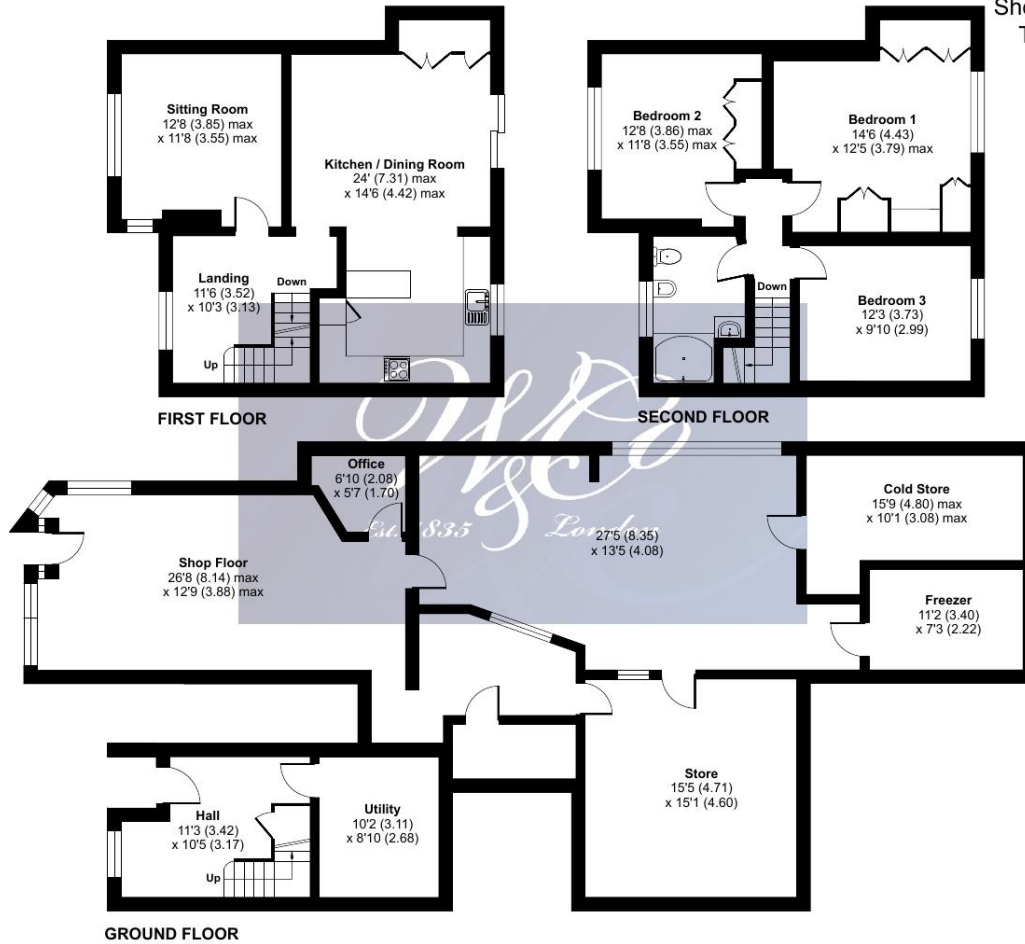 Sho
T
Sitting Room
12'8 (3.85) max
x 11'8 (3.55) max
Kitchen / Dining Room
24' (7.31) max
x 14'6 (4.42) max
Landing
11'6 (3.52)
x 10'3 (3.13)
Down
Up
FIRST FLOOR
Bedroom 2
12'8 (3.86) max
x 11'8 (3.55) max
Bedroom 1
14'6 (4.43)
x 12'5 (3.79) max
Down
Bedroom 3
12'3 (3.73)
x 9'10 (2.99)
SECOND FLOOR
W&Co
Est. 1835 London
Office
6'10 (2.08)
x 5'7 (1.70)
Shop Floor
26'8 (8.14) max
x 12'9 (3.88) max
27'5 (8.35)
x 13'5 (4.08)
Cold Store
15'9 (4.80) max
x 10'1 (3.08) max
Freezer
11'2 (3.40)
x 7'3 (2.22)
Store
15'5 (4.71)
x 15'1 (4.60)
Hall
11'3 (3.42)
x 10'5 (3.17)
Up
Utility
10'2 (3.11)
x 8'10 (2.68)
GROUND FLOOR